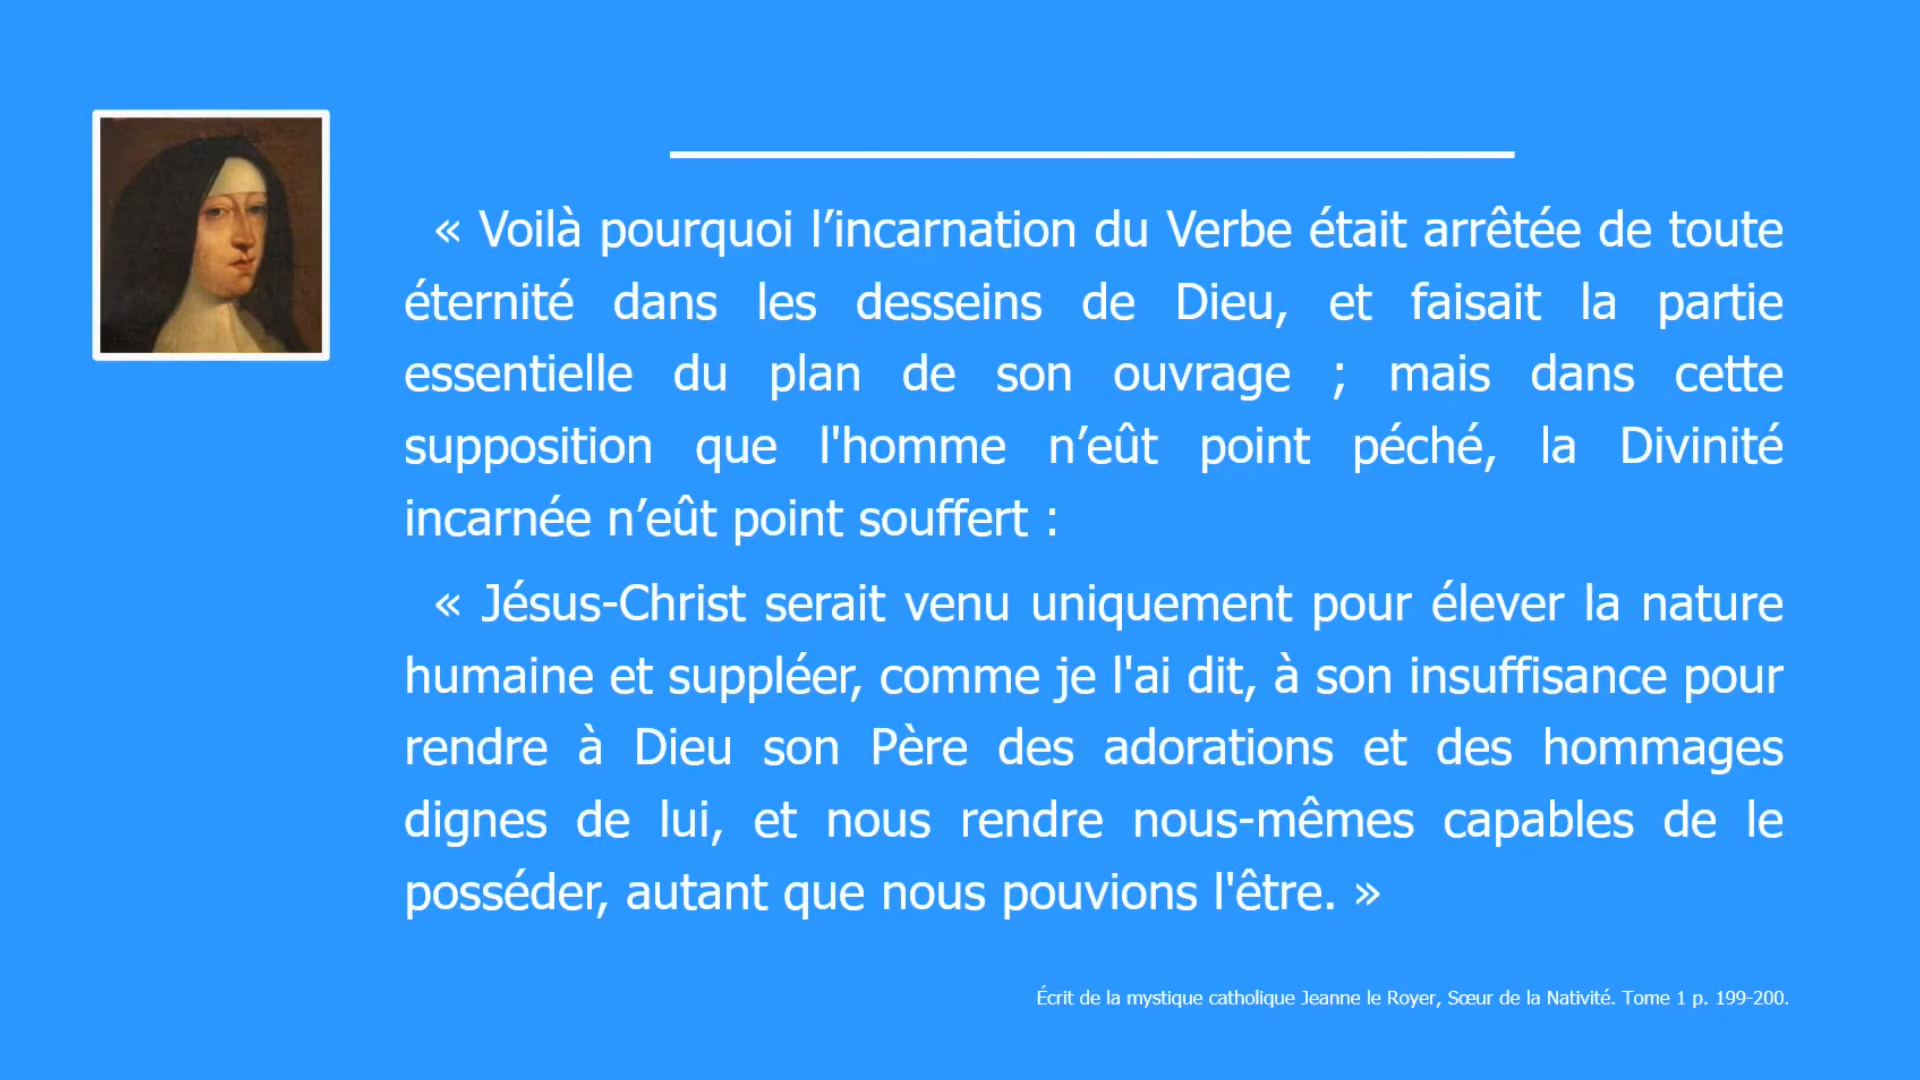 « Voilà pourquoi l’incarnation du Verbe était arrêtée de toute
éternité dans les desseins de Dieu, et faisait la partie
essentielle du plan de son ouvrage ; mais dans cette
supposition que l'homme n’eût point péché, la Divinité
incarnée n’eût point souffert :
« Jésus-Christ serait venu uniquement pour élever la nature
humaine et suppléer, comme je l'ai dit, à son insuffisance pour
rendre à Dieu son Père des adorations et des hommages
dignes de lui, et nous rendre nous-mêmes capables de le
posséder, autant que nous pouvions l'être. »
Écrit de la mystique catholique Jeanne le Royer, Sœur de la Nativité. Tome 1 p. 199-200.